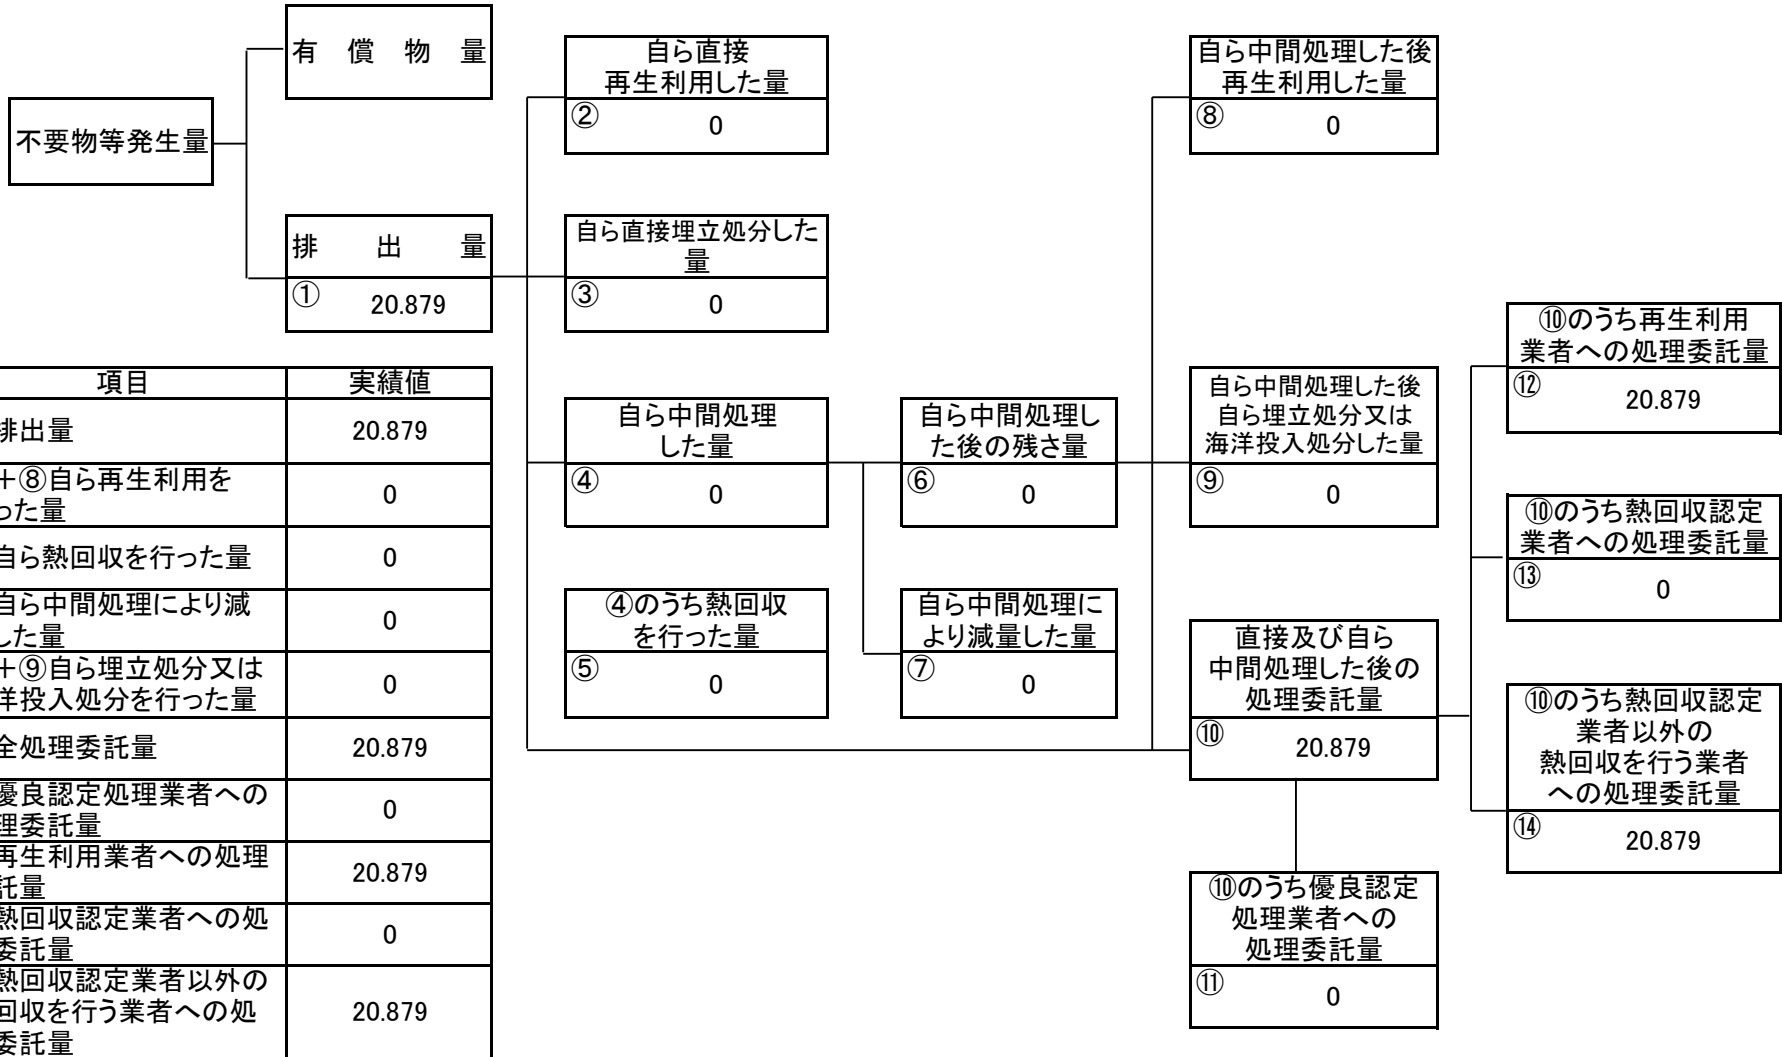 有償物量
不要物等発生量
排出量
①
20.879
自ら直接
再生利用した量
②
0
自ら直接埋立処分した
量
③
0
自ら中間処理
した量
④
0
④のうち熱回収
を行った量
⑤
0
自ら中間処理し
た後の残さ量
⑥
0
自ら中間処理に
より減量した量
⑦
0
自ら中間処理した後
再生利用した量
⑧
0
自ら中間処理した後
自ら埋立処分又は
海洋投入処分した量
⑨
0
直接及び自ら
中間処理した後の
処理委託量
⑩
20.879
⑩のうち優良認定
処理業者への
処理委託量
⑪
0
⑩のうち再生利用
業者への処理委託量
⑫
20.879
⑩のうち熱回収認定
業者への処理委託量
⑬
0
⑩のうち熱回収認定
業者以外の
熱回収を行う業者
への処理委託量
⑭
20.879
項目 実績値
排出量 20.879
+⑧自ら再生利用を
った量
0
自ら熱回収を行った量 0
自ら中間処理により減
した量
0
+⑨自ら埋立処分又は
洋投入処分を行った量
0
全処理委託量 20.879
優良認定処理業者への
理委託量
0
再生利用業者への処理
託量
20.879
熱回収認定業者への処
委託量
0
熱回収認定業者以外の
回収を行う業者への処
委託量
20.879